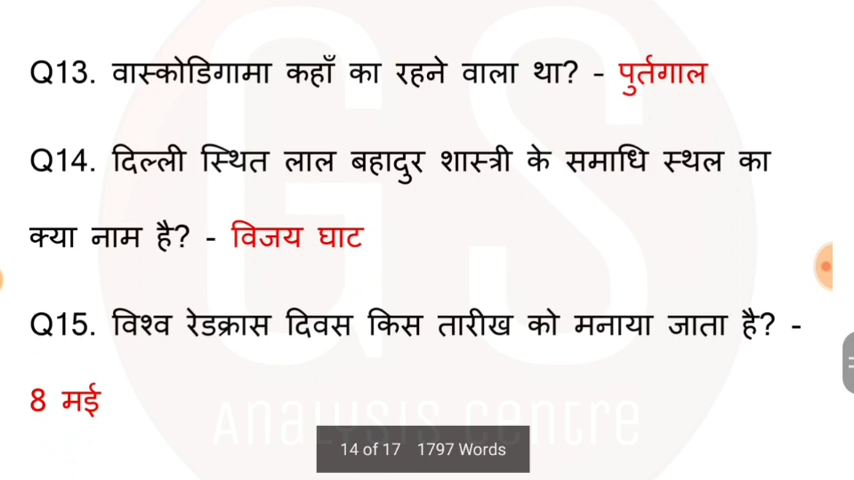 Q13. वास्कोडिगामा कहाँ का रहने वाला था? - पुर्तगाल
Q14. दिल्ली स्थित लाल बहादुर शास्त्री के समाधि स्थल का
क्या नाम है? - विजय घाट
Q15. विश्व रेडक्रास दिवस किस तारीख को मनाया जाता है? -
8 मई
GS
Analysis Centre
14 of 17 1797 Words